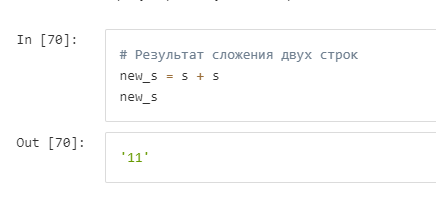 In [70]:
# Результат сложения двух строк
new_s = s + s
new_s
Out [70]:
'11'